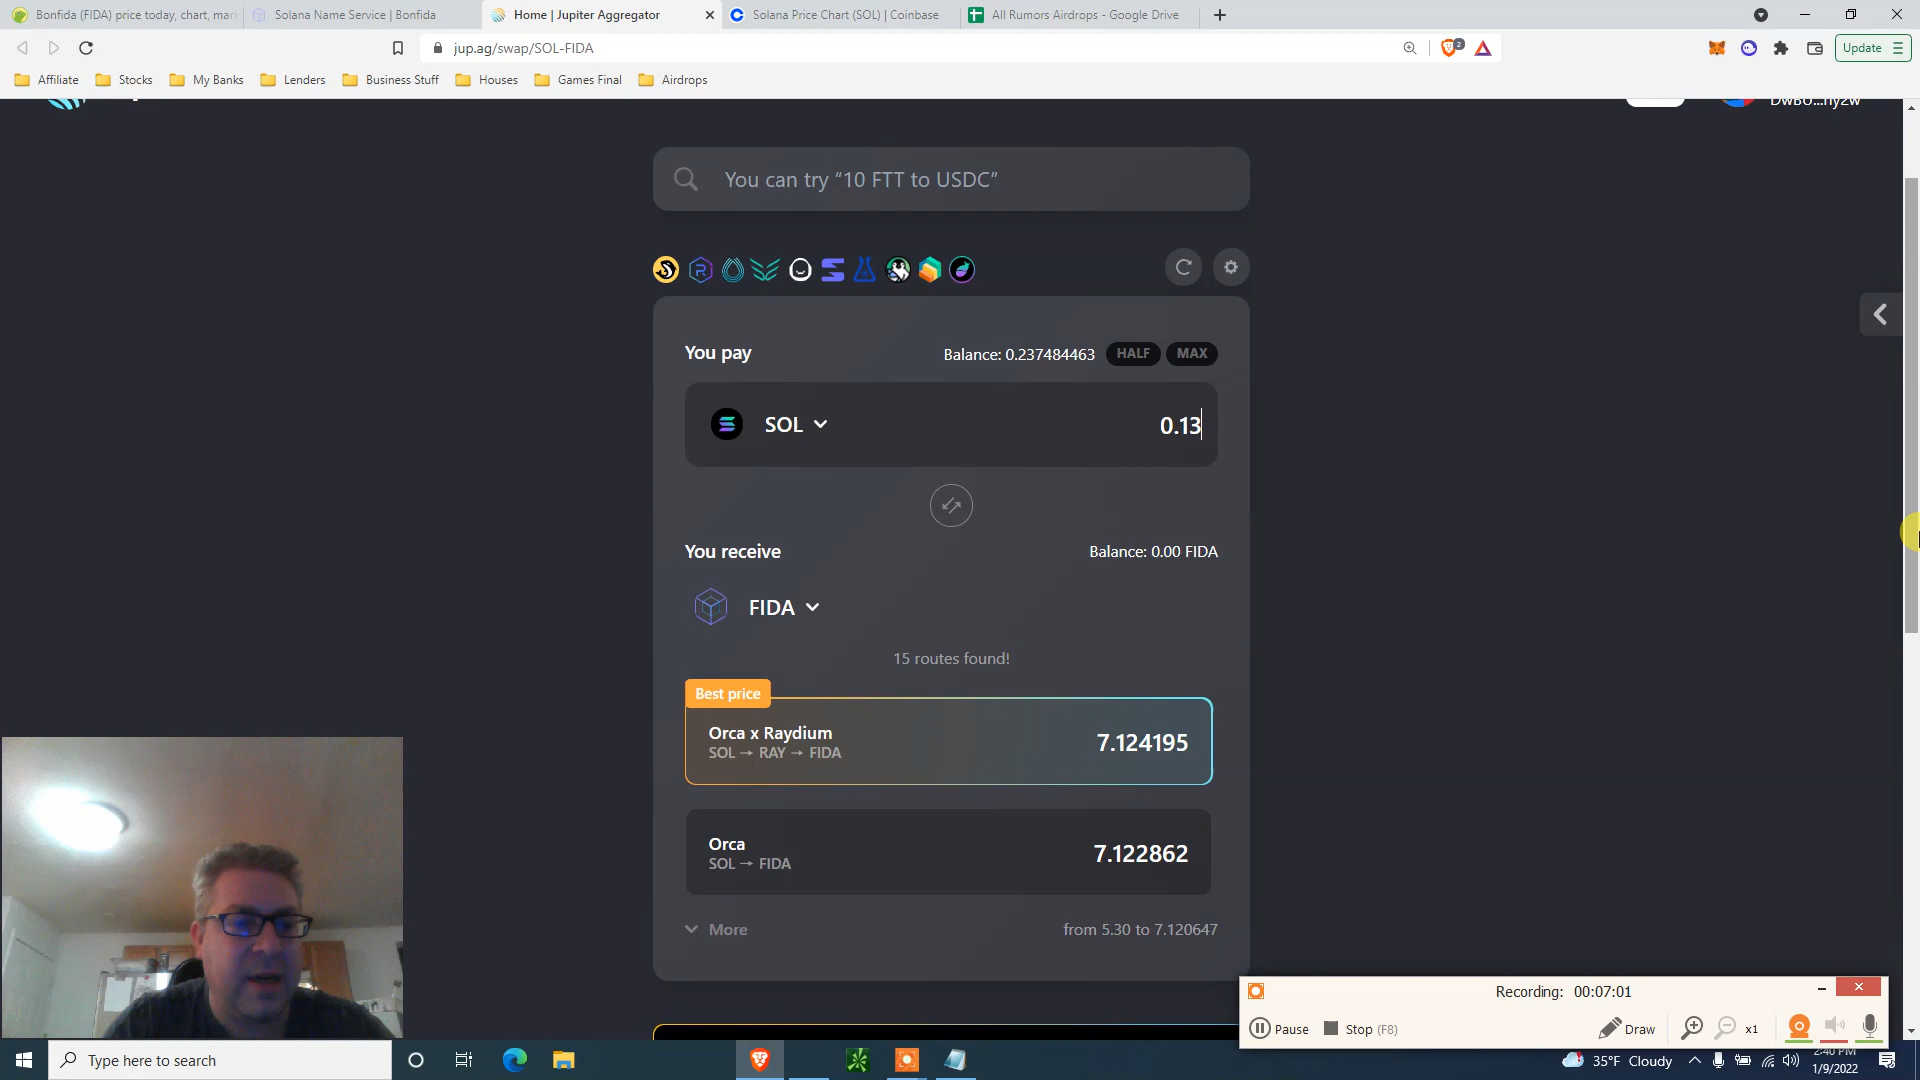 Bonfida (FIDA) price today, chart, mar
Solana Name Service | Bonfida
Home | Jupiter Aggregator
Solana Price Chart (SOL) | Coinbase
All Rumors Airdrops - Google Drive
jup.ag/swap/SOL-FIDA
2
Update
Affiliate
Stocks
My Banks
Lenders
Business Stuff
Houses
Games Final
Airdrops
You can try “10 FTT to USDC”
You pay
Balance: 0.237484463
HALF
MAX
SOL
0.13
You receive
Balance: 0.00 FIDA
FIDA
15 routes found!
Best price
Orca x Raydium
SOL → RAY → FIDA
7.124195
Orca
SOL → FIDA
7.122862
More
from 5.30 to 7.120647
Recording: 00:07:01
Pause
Stop (F8)
Draw
x1
Type here to search
35°F Cloudy
2:40 PM
1/9/2022